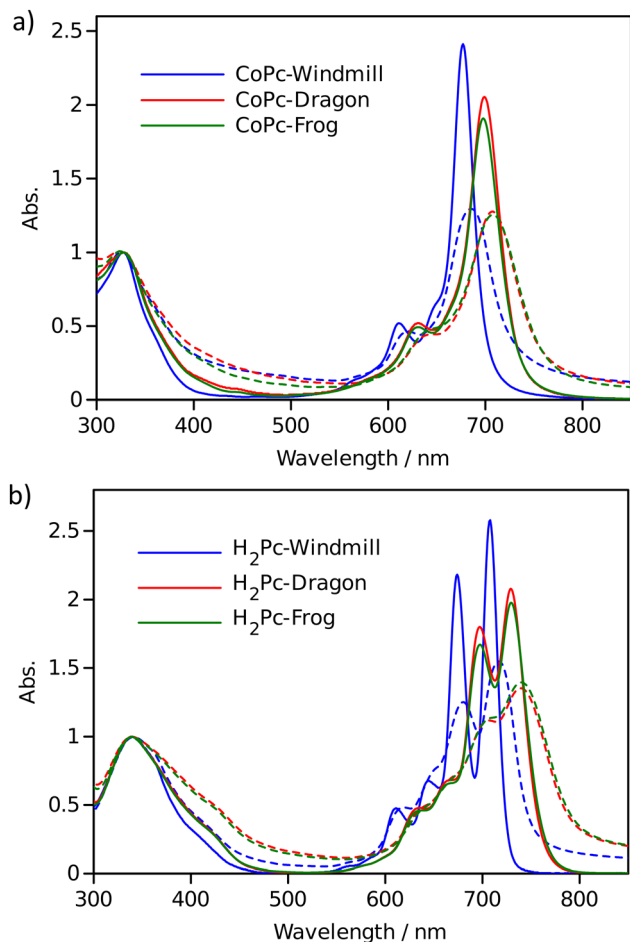 a)
2.5
2
1.5
1
0.5
0
Abs.
CoPc-Windmill
CoPc-Dragon
CoPc-Frog
300 400 500 600 700 800
Wavelength / nm
b)
2.5
2
1.5
1
0.5
0
Abs.
H₂Pc-Windmill
H₂Pc-Dragon
H₂Pc-Frog
300 400 500 600 700 800
Wavelength / nm